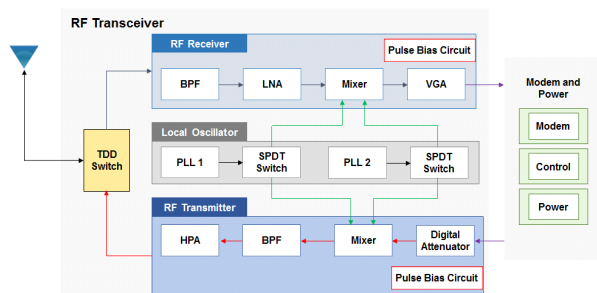 RF Transceiver
RF Receiver
Pulse Bias Circuit
BPF
LNA
Mixer
VGA
Modem and
Power
Modem
Control
Power
TDD
Switch
Local Oscillator
PLL 1
SPDT
Switch
PLL 2
SPDT
Switch
RF Transmitter
HPA
BPF
Mixer
Digital
Attenuator
Pulse Bias Circuit